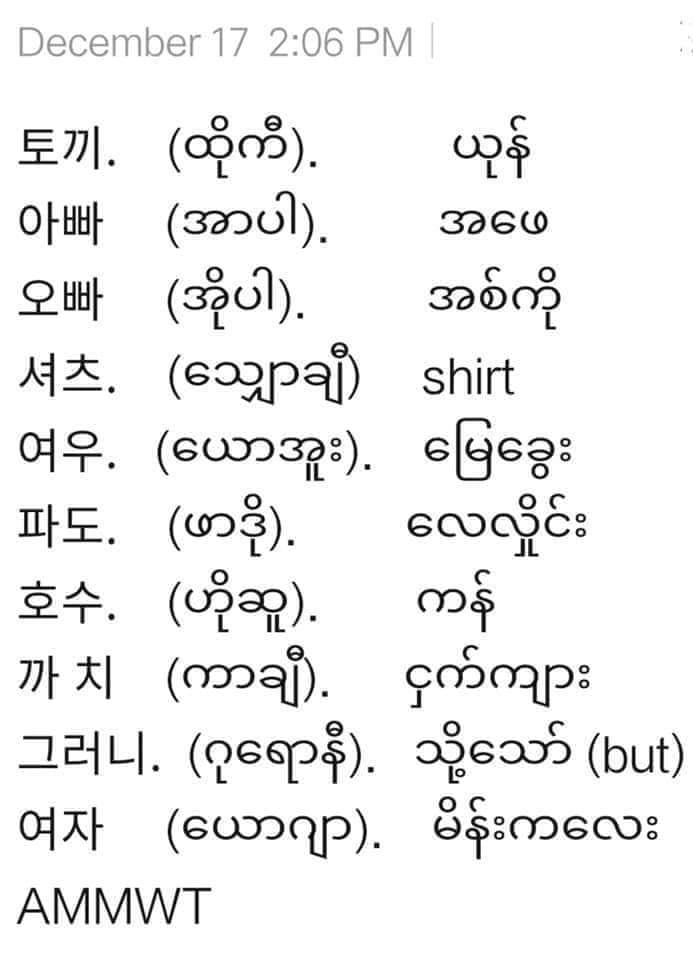 December 17 2:06 PM
토끼. (ထိုကီ). ယုန်
아빠 (အာပါ). အဖေ
오빠 (အိုပါ). အစ်ကို
셔츠. (သျှောချီ) shirt
여우. (ယောအူး). မြေခွေး
파도. (ဖာဒို). လေလှိူင်း
호수. (ဟိုဆူ). ကန်
까 치 (ကာချီ). ငှက်ကျား
그러니. (ဂုရောနီ). သို့သော် (but)
여자 (ယောဂျာ). မိန်းကလေး
AMMWT